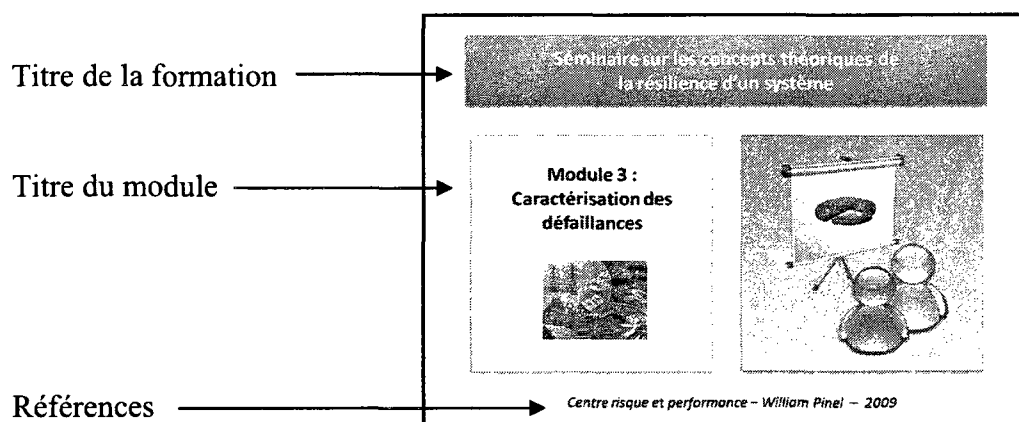 Titre de la formation
Séminaire sur les concepts théoriques de
la résilience d'un système
Titre du module
Module 3 :
Caractérisation des
défaillances
Références
Centre risque et performance – William Pinel – 2009